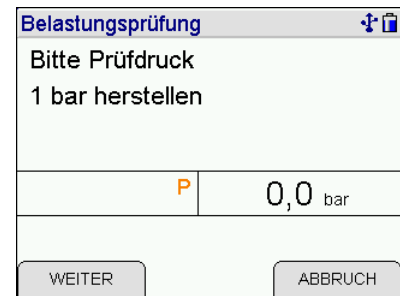 Belastungsprüfung
Bitte Prüfdruck
1 bar herstellen
P 0,0 bar
WEITER ABBRUCH